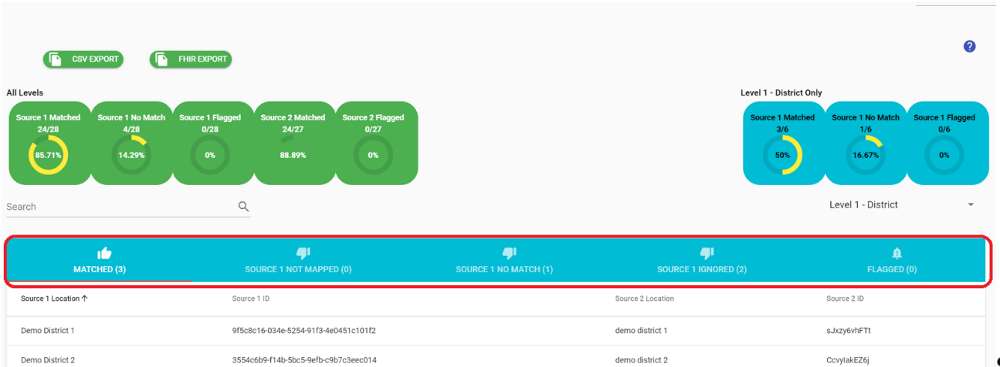 CSV EXPORT FHIR EXPORT
All Levels Level 1 - District Only
Source 1 Matched Source 1 No Match Source 1 Flagged Source 2 Matched Source 2 Flagged Source 1 Matched Source 1 No Match Source 1 Flagged
24/28 4/28 0/28 24/27 0/27 3/6 1/6 0/6
85.71% 14.29% 0% 88.89% 0% 50% 16.67% 0%
Search Level 1 - District
MATCHED (3) SOURCE 1 NOT MAPPED (0) SOURCE 1 NO MATCH (1) SOURCE 1 IGNORED (2) FLAGGED (0)
Source 1 Location Source 1 ID Source 2 Location Source 2 ID
Demo District 1 9f5c8c16-034e-5254-91f3-4e0451c101f2 demo district 1 sJxzy6vhFTt
Demo District 2 3554c6b9-f14b-5bc5-9efb-c9b7c3eec014 demo district 2 CcvyIakEZ6j